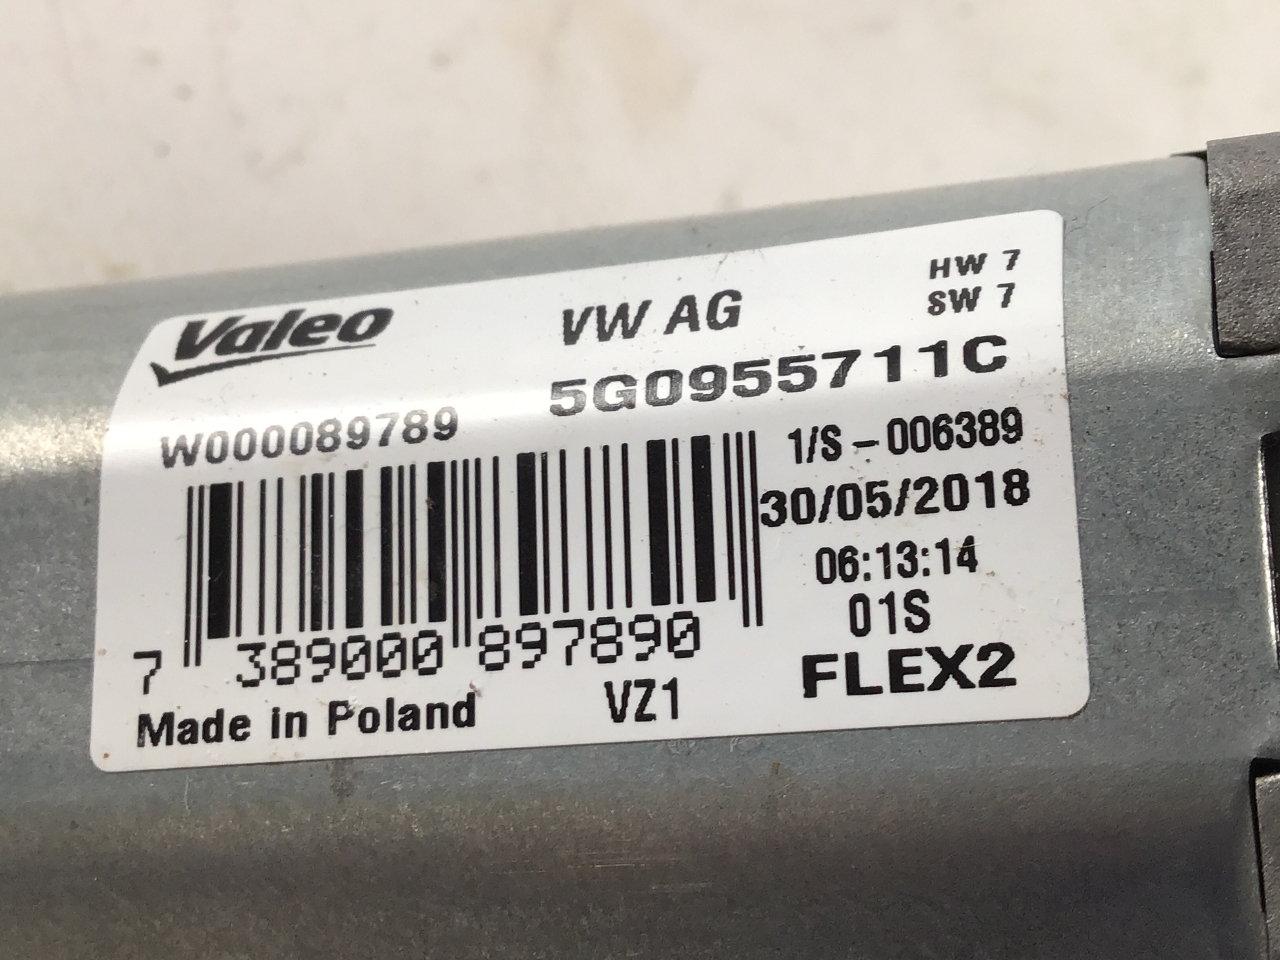 Valeo
VW AG
HW 7
SW 7
5G0955711C
W000089789
1/S - 006389
30/05/2018
06:13:14
01S
7 389000 897890
FLEX2
Made in Poland
VZ1